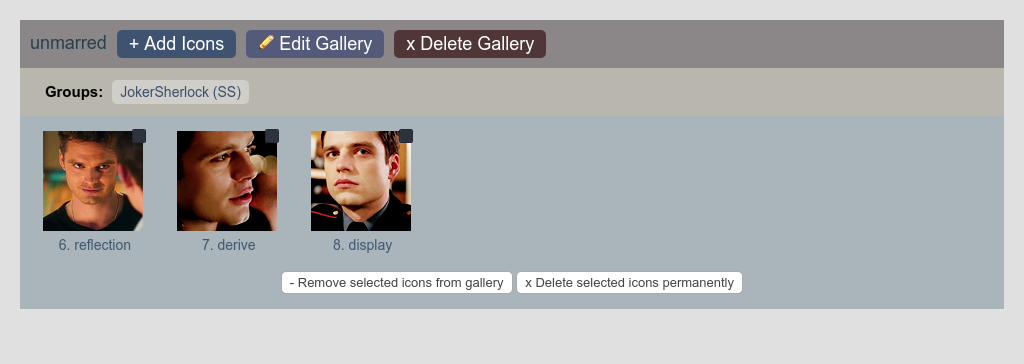 unmarred + Add Icons Edit Gallery x Delete Gallery
Groups: JokerSherlock (SS)
6. reflection 7. derive 8. display
- Remove selected icons from gallery x Delete selected icons permanently